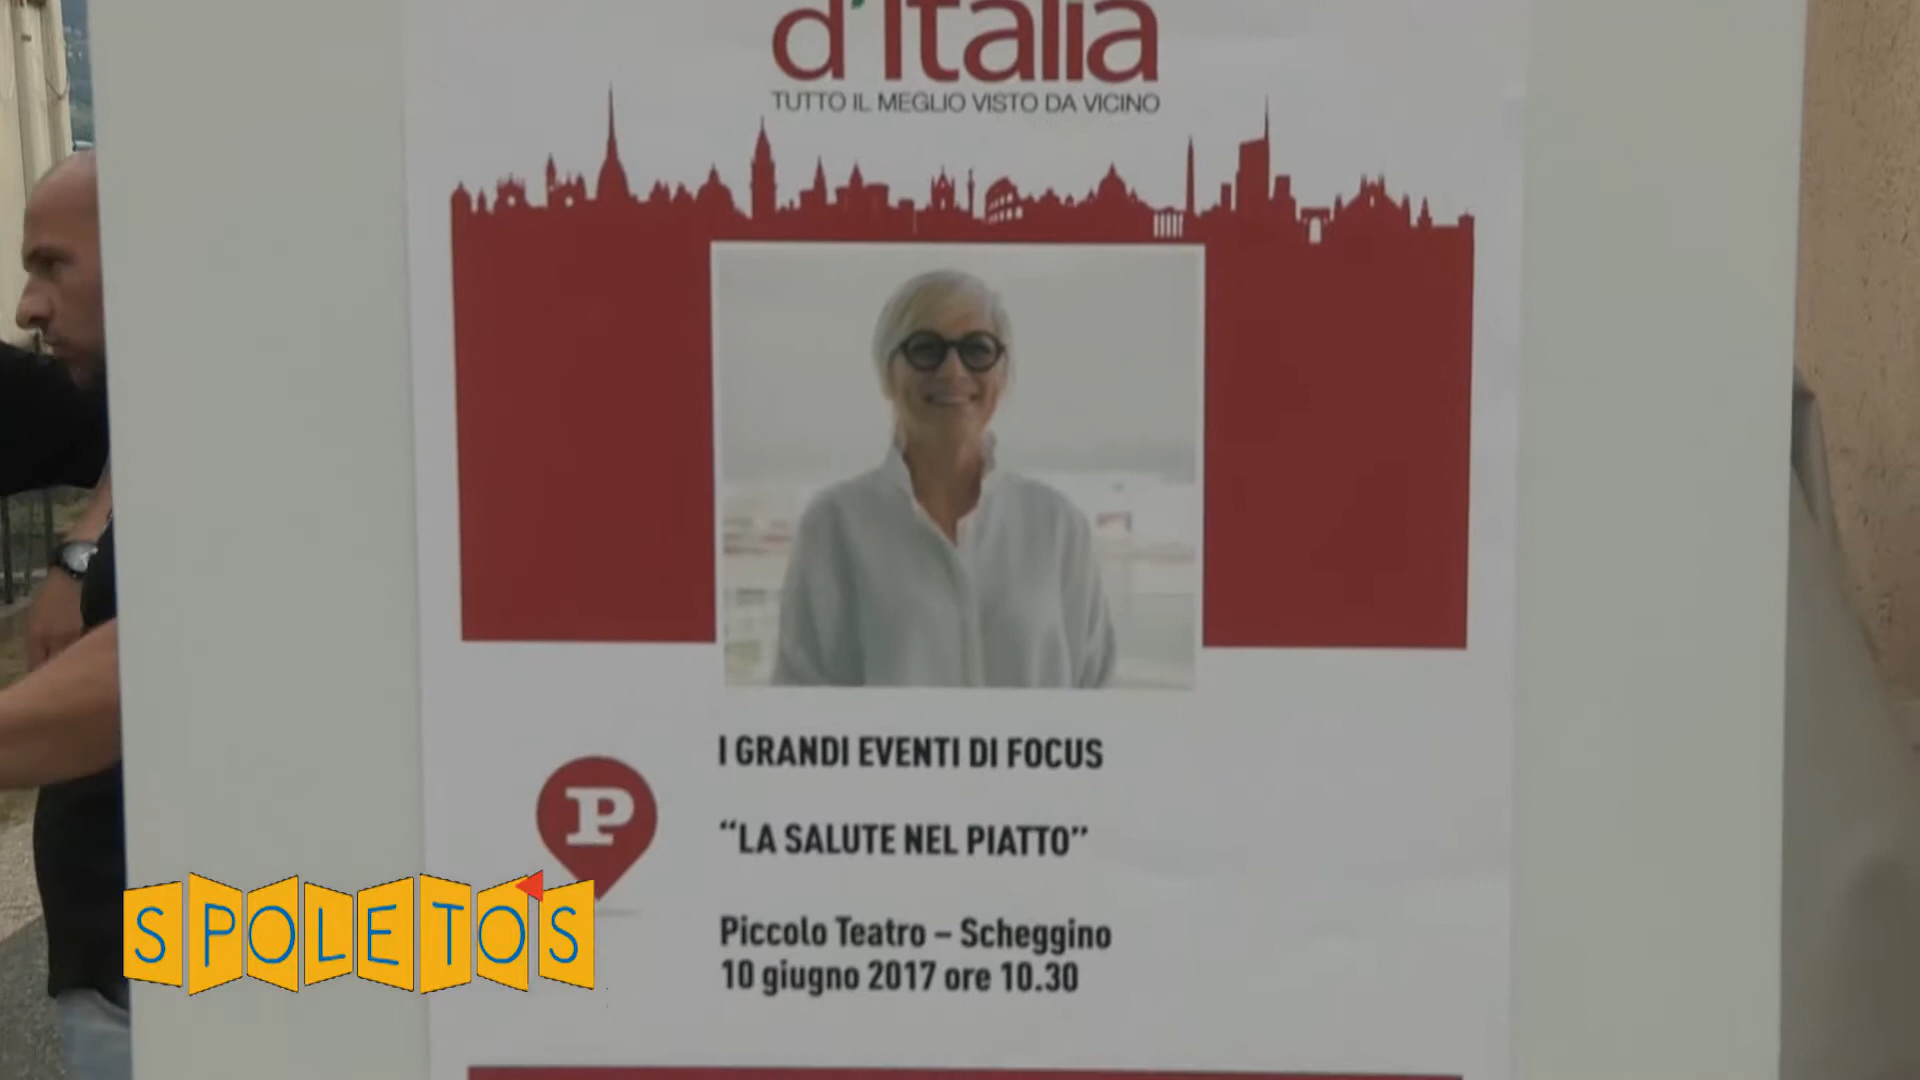 d'Italia
TUTTO IL MEGLIO VISTO DA VICINO
I GRANDI EVENTI DI FOCUS
P
“LA SALUTE NEL PIATTO”
SPOLETO'S
Piccolo Teatro – Scheggino
10 giugno 2017 ore 10.30